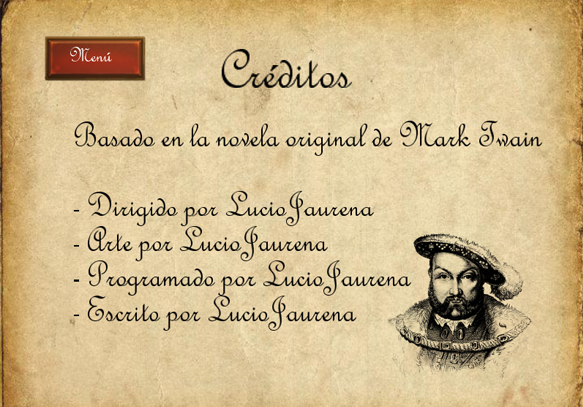 Menú
Créditos
Basado en la novela original de Mark Twain
- Dirigido por LucioJaurena
- Arte por LucioJaurena
- Programado por LucioJaurena
- Escrito por LucioJaurena